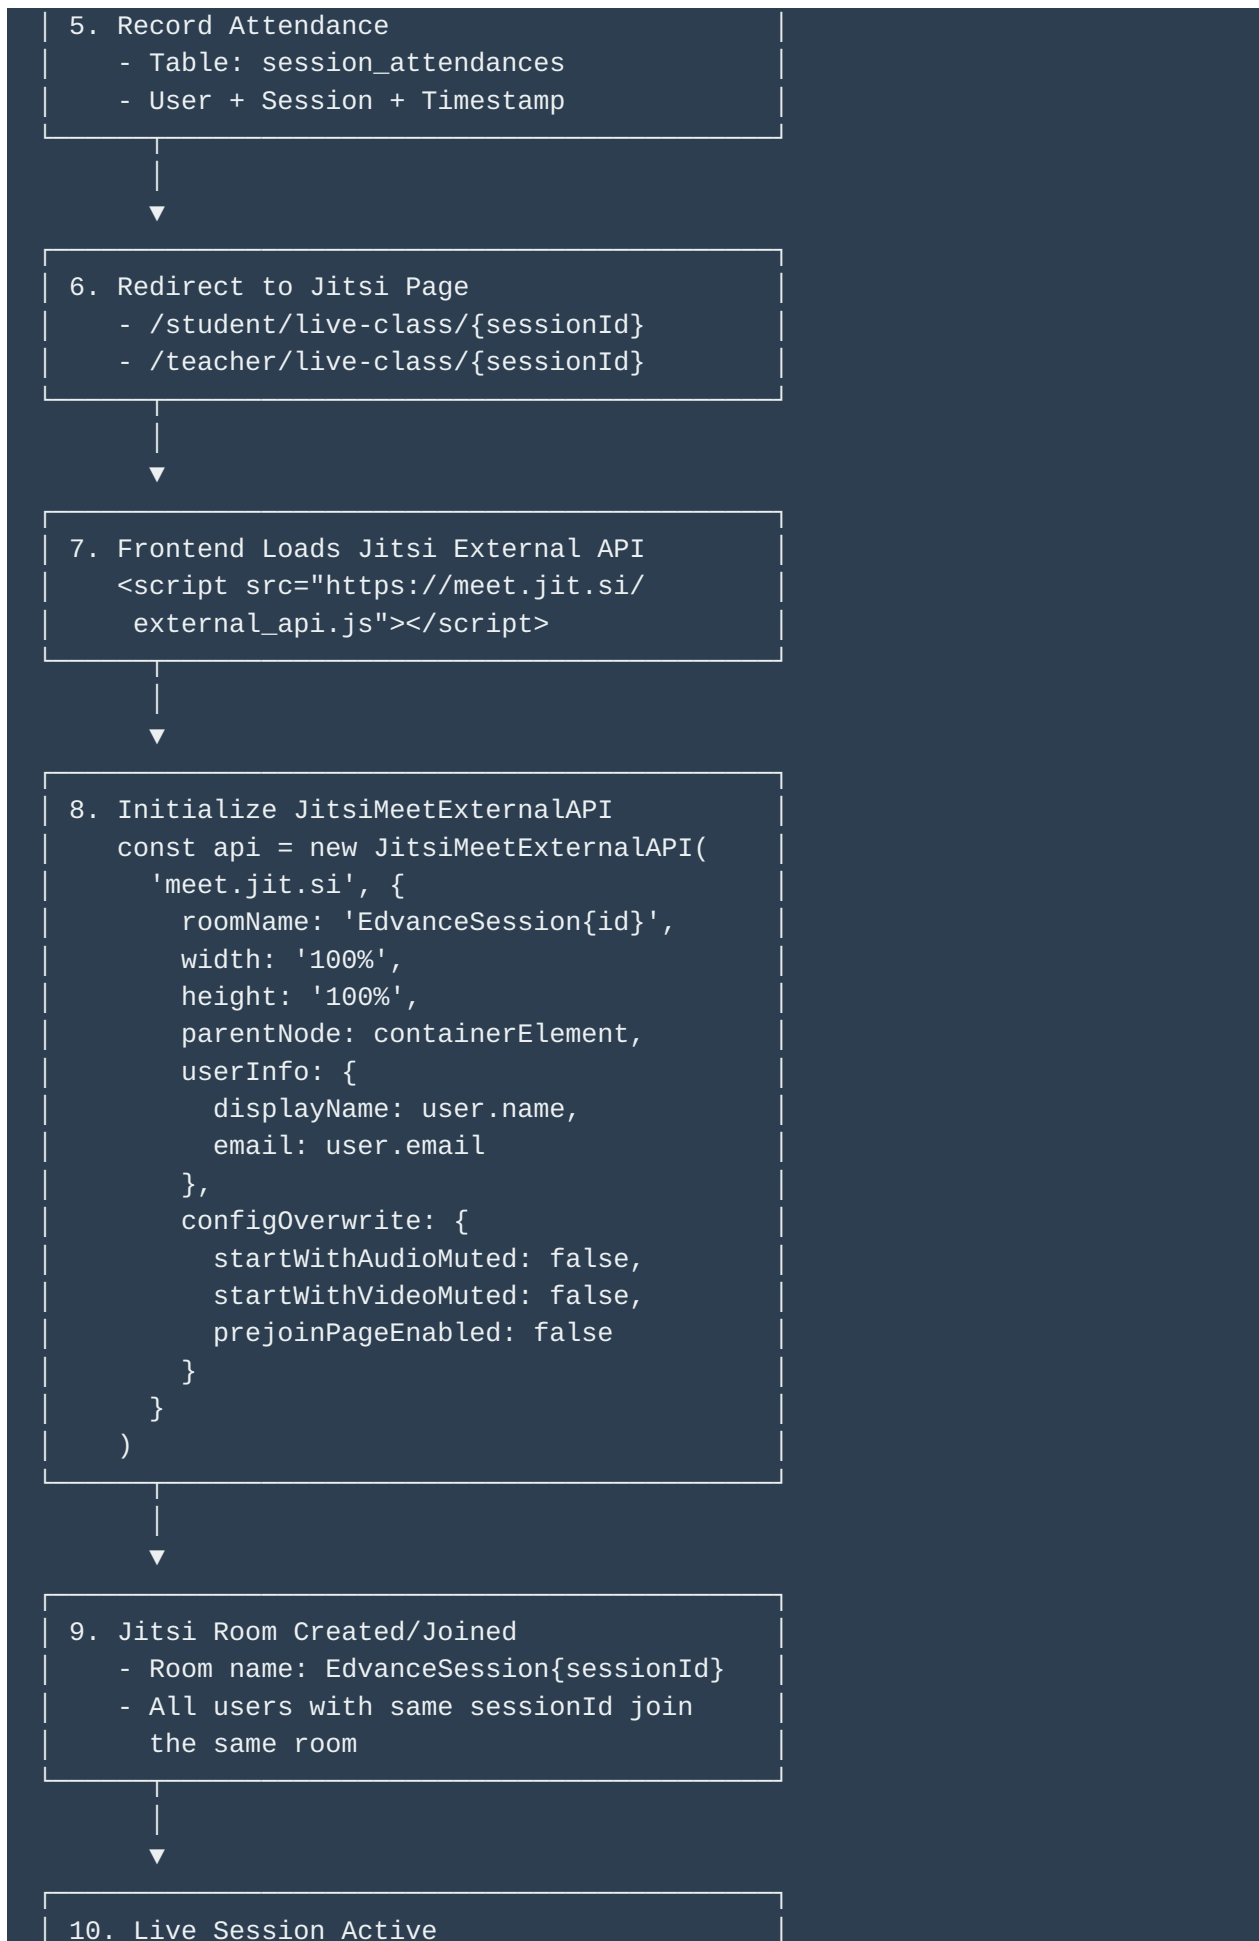 5. Record Attendance
- Table: session_attendances
- User + Session + Timestamp
▼
6. Redirect to Jitsi Page
- /student/live-class/{sessionId}
- /teacher/live-class/{sessionId}
▼
7. Frontend Loads Jitsi External API
<script src="https://meet.jit.si/
external_api.js"></script>
▼
8. Initialize JitsiMeetExternalAPI
const api = new JitsiMeetExternalAPI(
'meet.jit.si', {
roomName: 'EdvanceSession{id}',
width: '100%',
height: '100%',
parentNode: containerElement,
userInfo: {
displayName: user.name,
email: user.email
},
configOverwrite: {
startWithAudioMuted: false,
startWithVideoMuted: false,
prejoinPageEnabled: false
}
}
)
▼
9. Jitsi Room Created/Joined
- Room name: EdvanceSession{sessionId}
- All users with same sessionId join
the same room
▼
10. Live Session Active